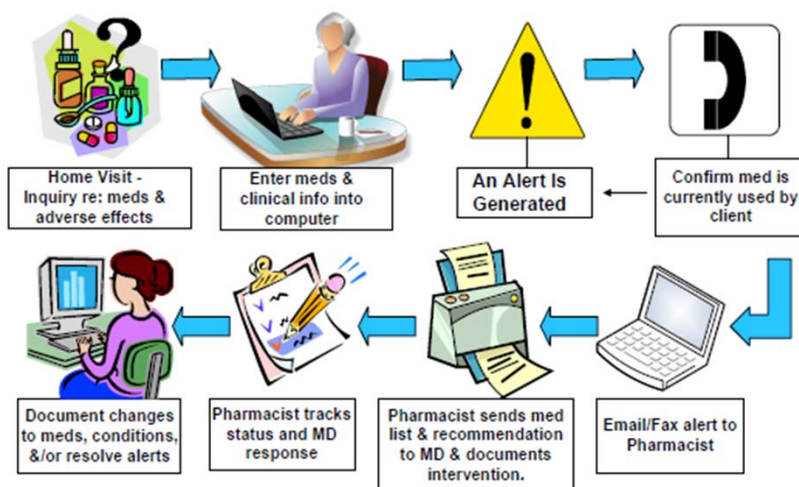 Home Visit -
Inquiry re: meds &
adverse effects
Enter meds &
clinical info into
computer
An Alert Is
Generated
Confirm med is
currently used by
client
Email/Fax alert to
Pharmacist
Pharmacist sends med
list & recommendation
to MD & documents
intervention.
Pharmacist tracks
status and MD
response
Document changes
to meds, conditions,
&/or resolve alerts